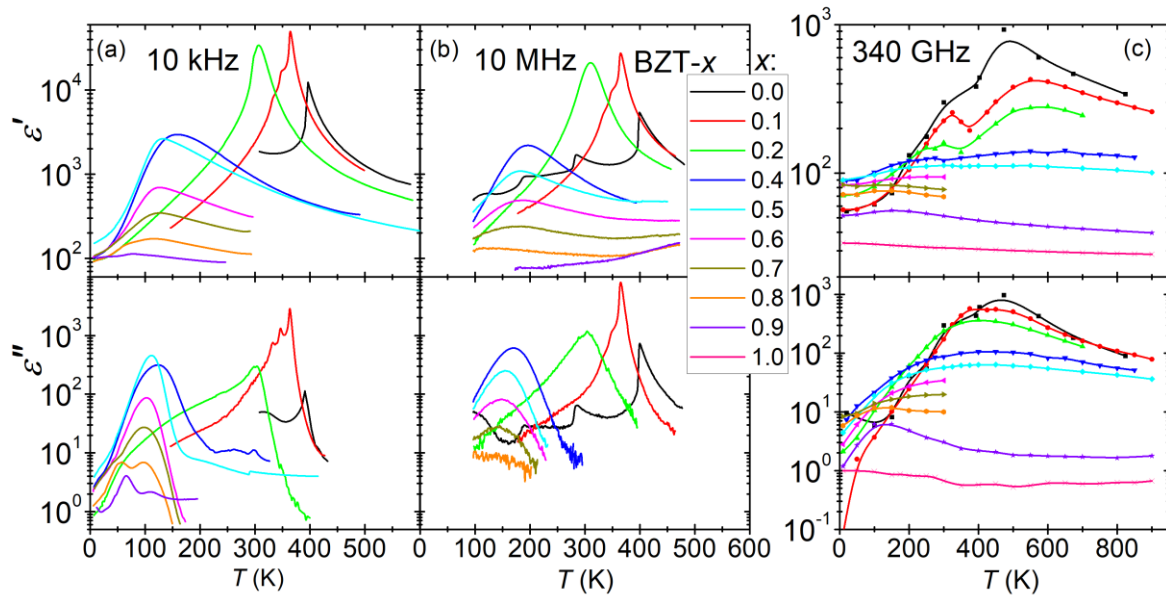 (a) 10 kHz
(b) 10 MHz BZT-x x:
340 GHz (c)
ε'
10⁴
10³
10²
0.0
0.1
0.2
0.4
0.5
0.6
0.7
0.8
0.9
1.0
10³
10²
ε''
10³
10²
10¹
10⁰
10³
10²
10¹
10⁰
10⁻¹
0 100 200 300 400 500
100 200 300 400 500 600
0 200 400 600 800
T (K)
T (K)
T (K)